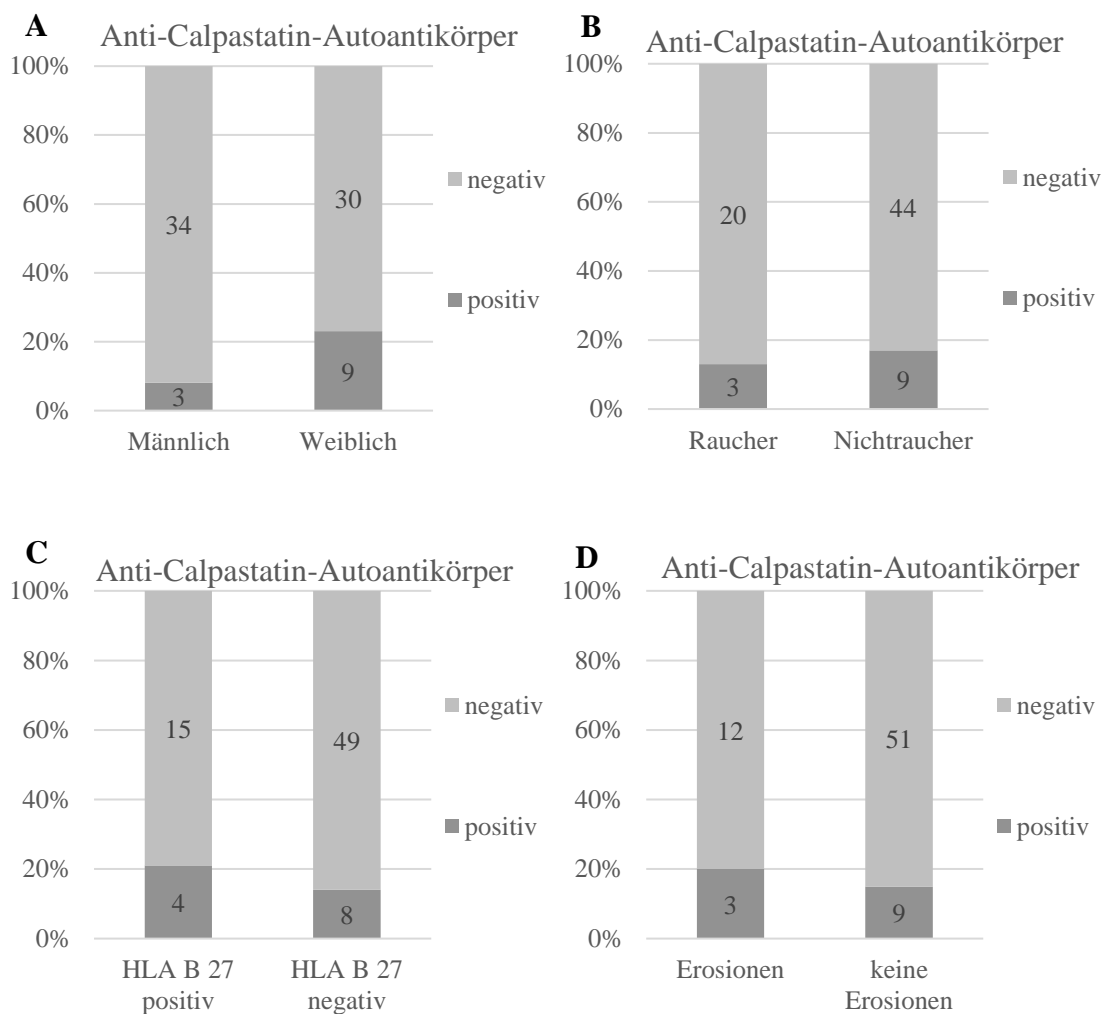 A
Anti-Calpastatin-Autoantikörper
100%
80%
60%
40%
20%
0%
34
30
3
9
negativ
positiv
Männlich
Weiblich
B
Anti-Calpastatin-Autoantikörper
100%
80%
60%
40%
20%
0%
20
44
3
9
negativ
positiv
Raucher
Nichtraucher
C
Anti-Calpastatin-Autoantikörper
100%
80%
60%
40%
20%
0%
15
49
4
8
negativ
positiv
HLA B 27
positiv
HLA B 27
negativ
D
Anti-Calpastatin-Autoantikörper
100%
80%
60%
40%
20%
0%
12
51
3
9
negativ
positiv
Erosionen
keine
Erosionen